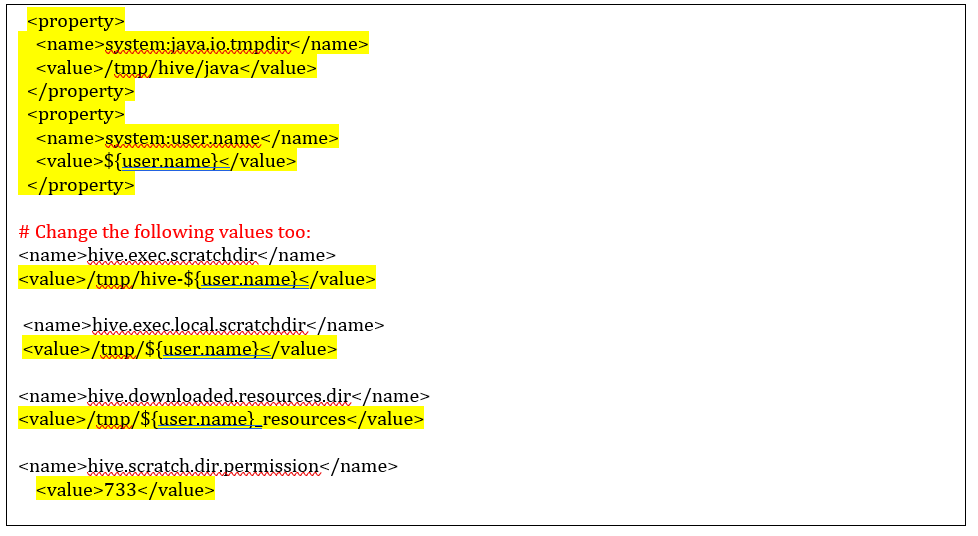 <property>
<name>system:java.io.tmpdir</name>
<value>/tmp/hive/java</value>
</property>
<property>
<name>system:user.name</name>
<value>${user.name}</value>
</property>
# Change the following values too:
<name>hive.exec.scratchdir</name>
<value>/tmp/hive-${user.name}</value>
<name>hive.exec.local.scratchdir</name>
<value>/tmp/${user.name}</value>
<name>hive.downloaded.resources.dir</name>
<value>/tmp/${user.name}_resources</value>
<name>hive.scratch.dir.permission</name>
<value>733</value>